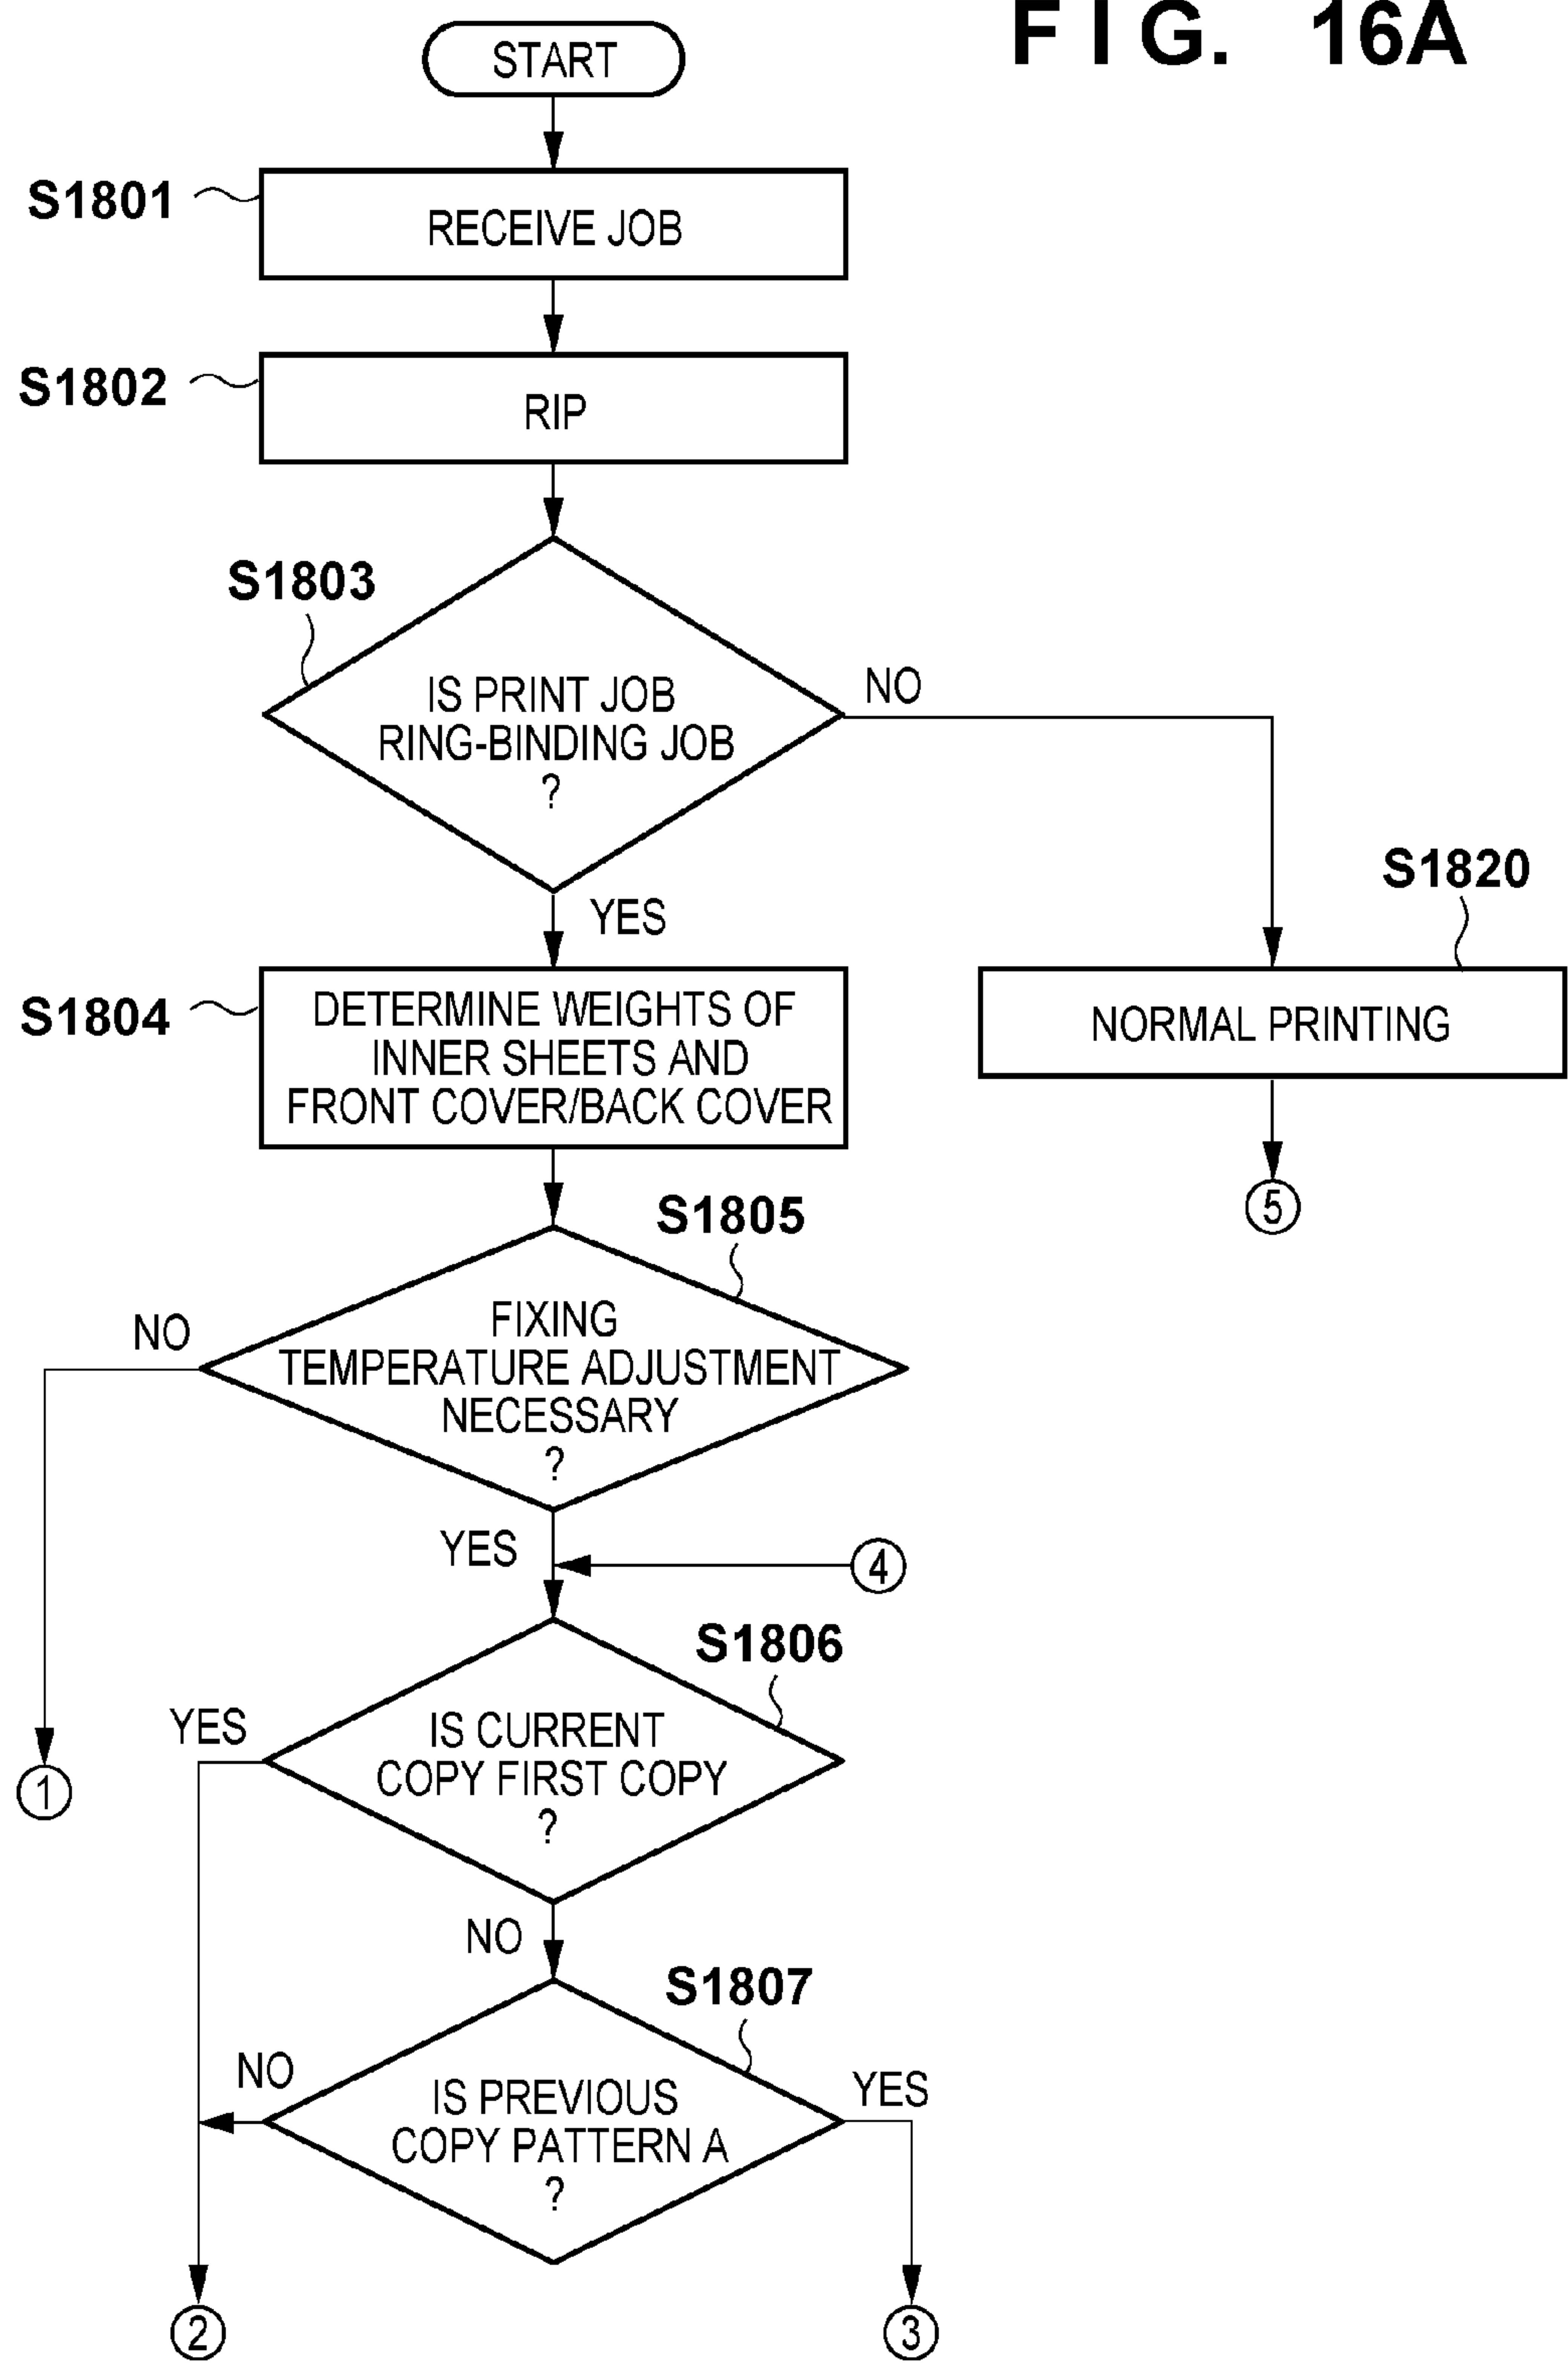 FIG. 16A
START
S1801
RECEIVE JOB
S1802
RIP
S1803
IS PRINT JOB
RING-BINDING JOB
?
NO
YES
S1820
NORMAL PRINTING
5
S1804
DETERMINE WEIGHTS OF
INNER SHEETS AND
FRONT COVER/BACK COVER
S1805
FIXING
TEMPERATURE ADJUSTMENT
NECESSARY
?
NO
1
YES
4
S1806
IS CURRENT
COPY FIRST COPY
?
YES
NO
S1807
IS PREVIOUS
COPY PATTERN A
?
NO
YES
2
3